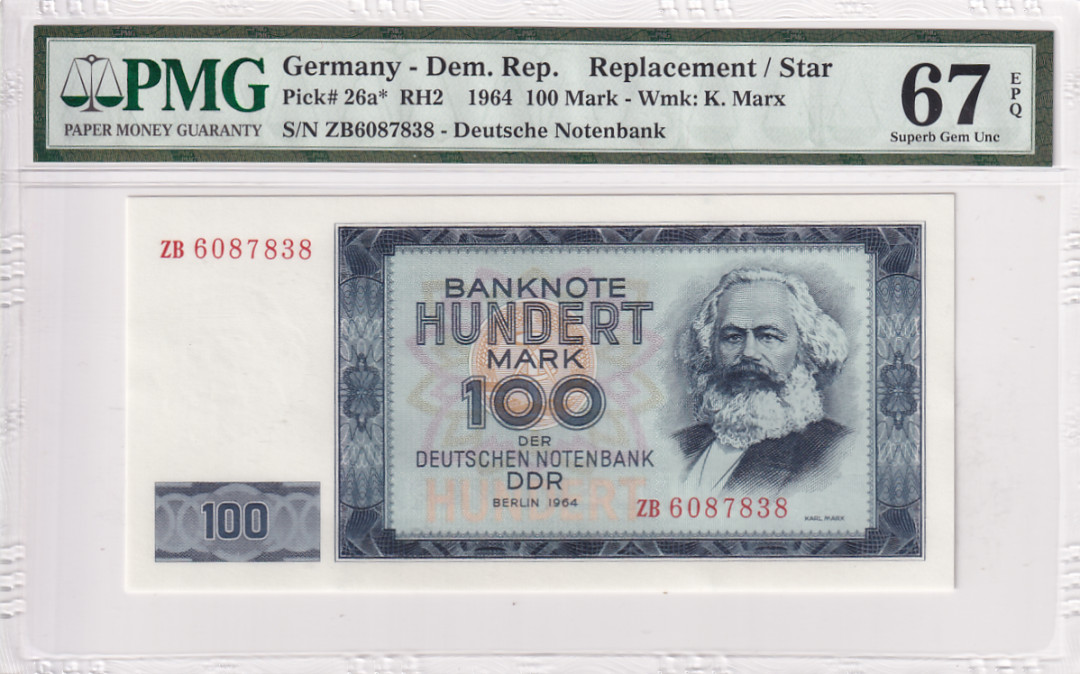 PMG
PAPER MONEY GUARANTY
Germany - Dem. Rep. Replacement / Star
Pick# 26a* RH2 1964 100 Mark - Wmk: K. Marx
S/N ZB6087838 - Deutsche Notenbank
67
EPQ
Superb Gem Unc
ZB 6087838
BANKNOTE
HUNDERT
MARK
100
DER
DEUTSCHEN NOTENBANK
DDR
BERLIN 1964
HUNDERT
ZB 6087838
KARL MARX
100